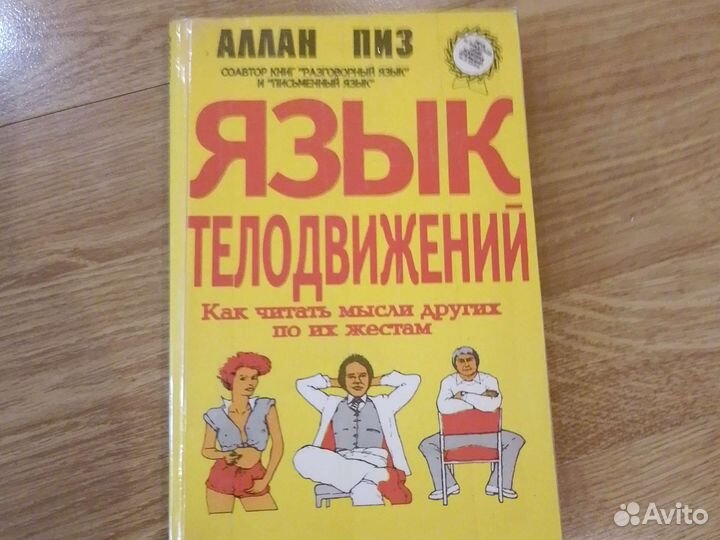 АЛЛАН ПИЗ
СОАВТОР КНИГ "РАЗГОВОРНЫЙ ЯЗЫК"
И "ПИСЬМЕННЫЙ ЯЗЫК"
ЯЗЫК
ТЕЛОДВИЖЕНИЙ
Как читать мысли других
по их жестам
Avito